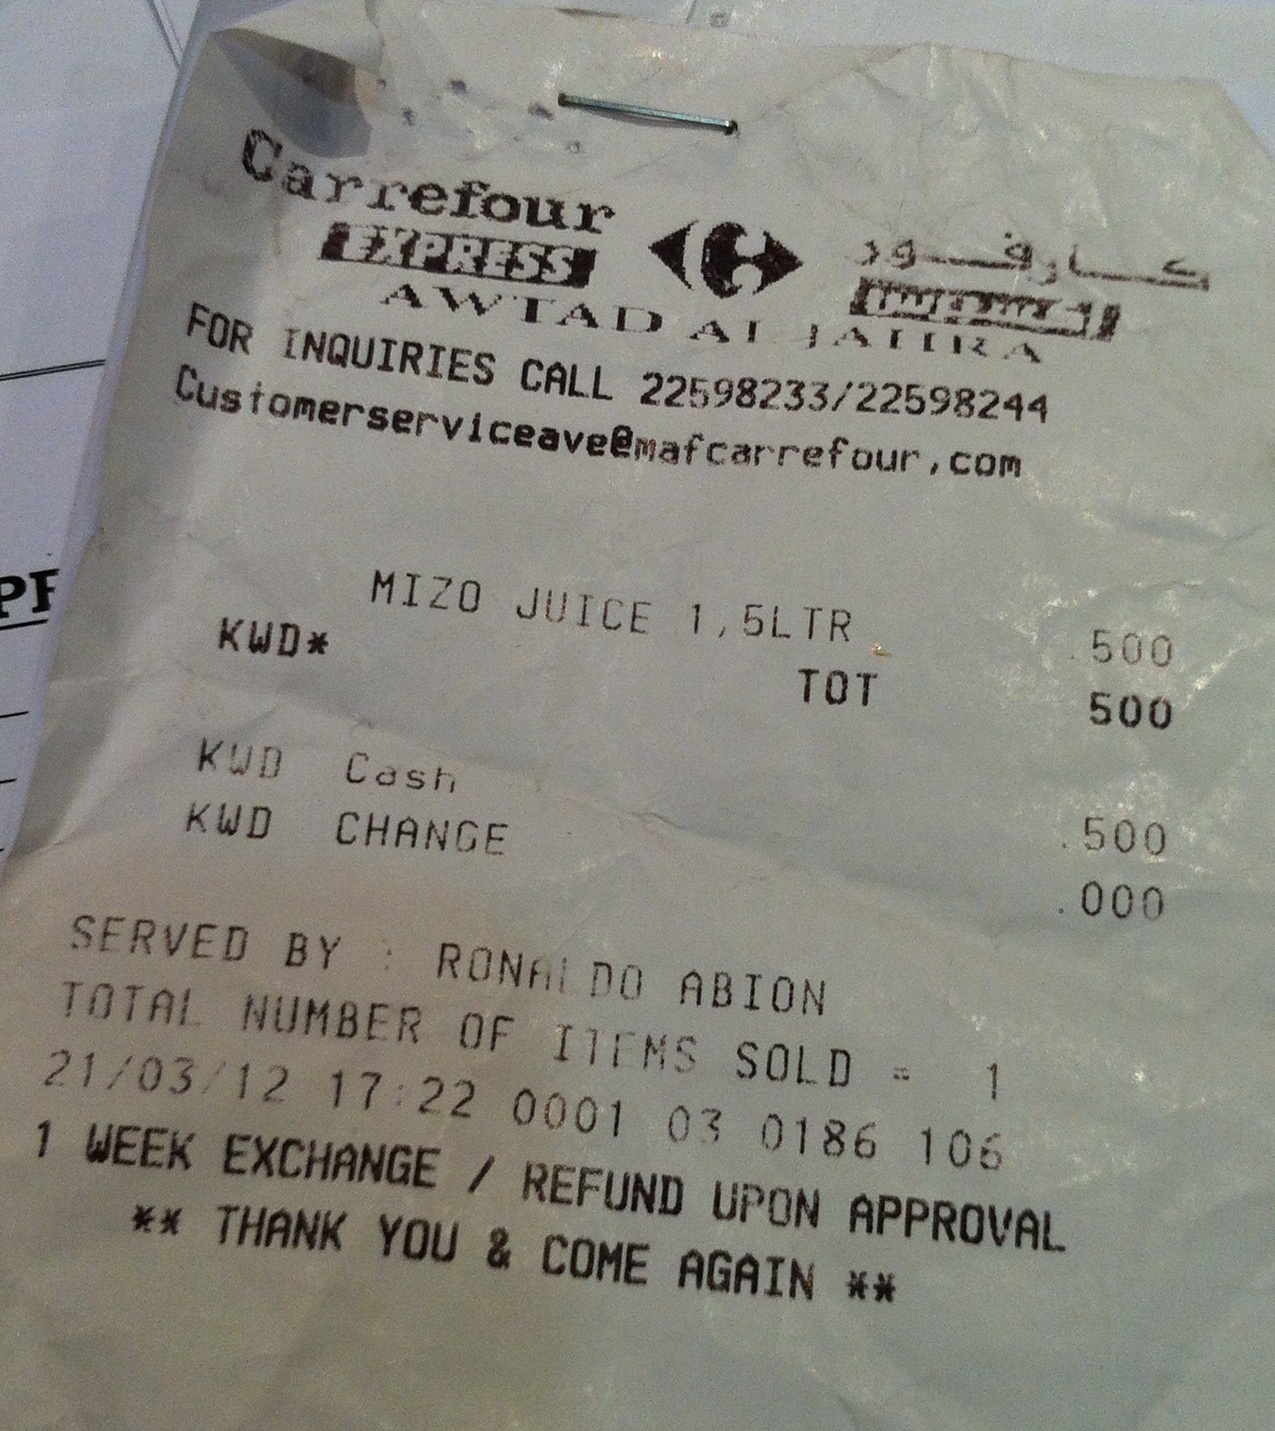 Carrefour
EXPRESS
كارفور
AWTAD AL JAHRA
FOR INQUIRIES CALL 22598233/22598244
Customerserviceave@mafcarrefour.com
MIZO JUICE 1,5LTR .500
KWD* TOT 500
KWD Cash .500
KWD CHANGE .000
SERVED BY : RONALDO ABION
TOTAL NUMBER OF ITEMS SOLD = 1
21/03/12 17:22 0001 03 0186 106
1 WEEK EXCHANGE / REFUND UPON APPROVAL
** THANK YOU & COME AGAIN **